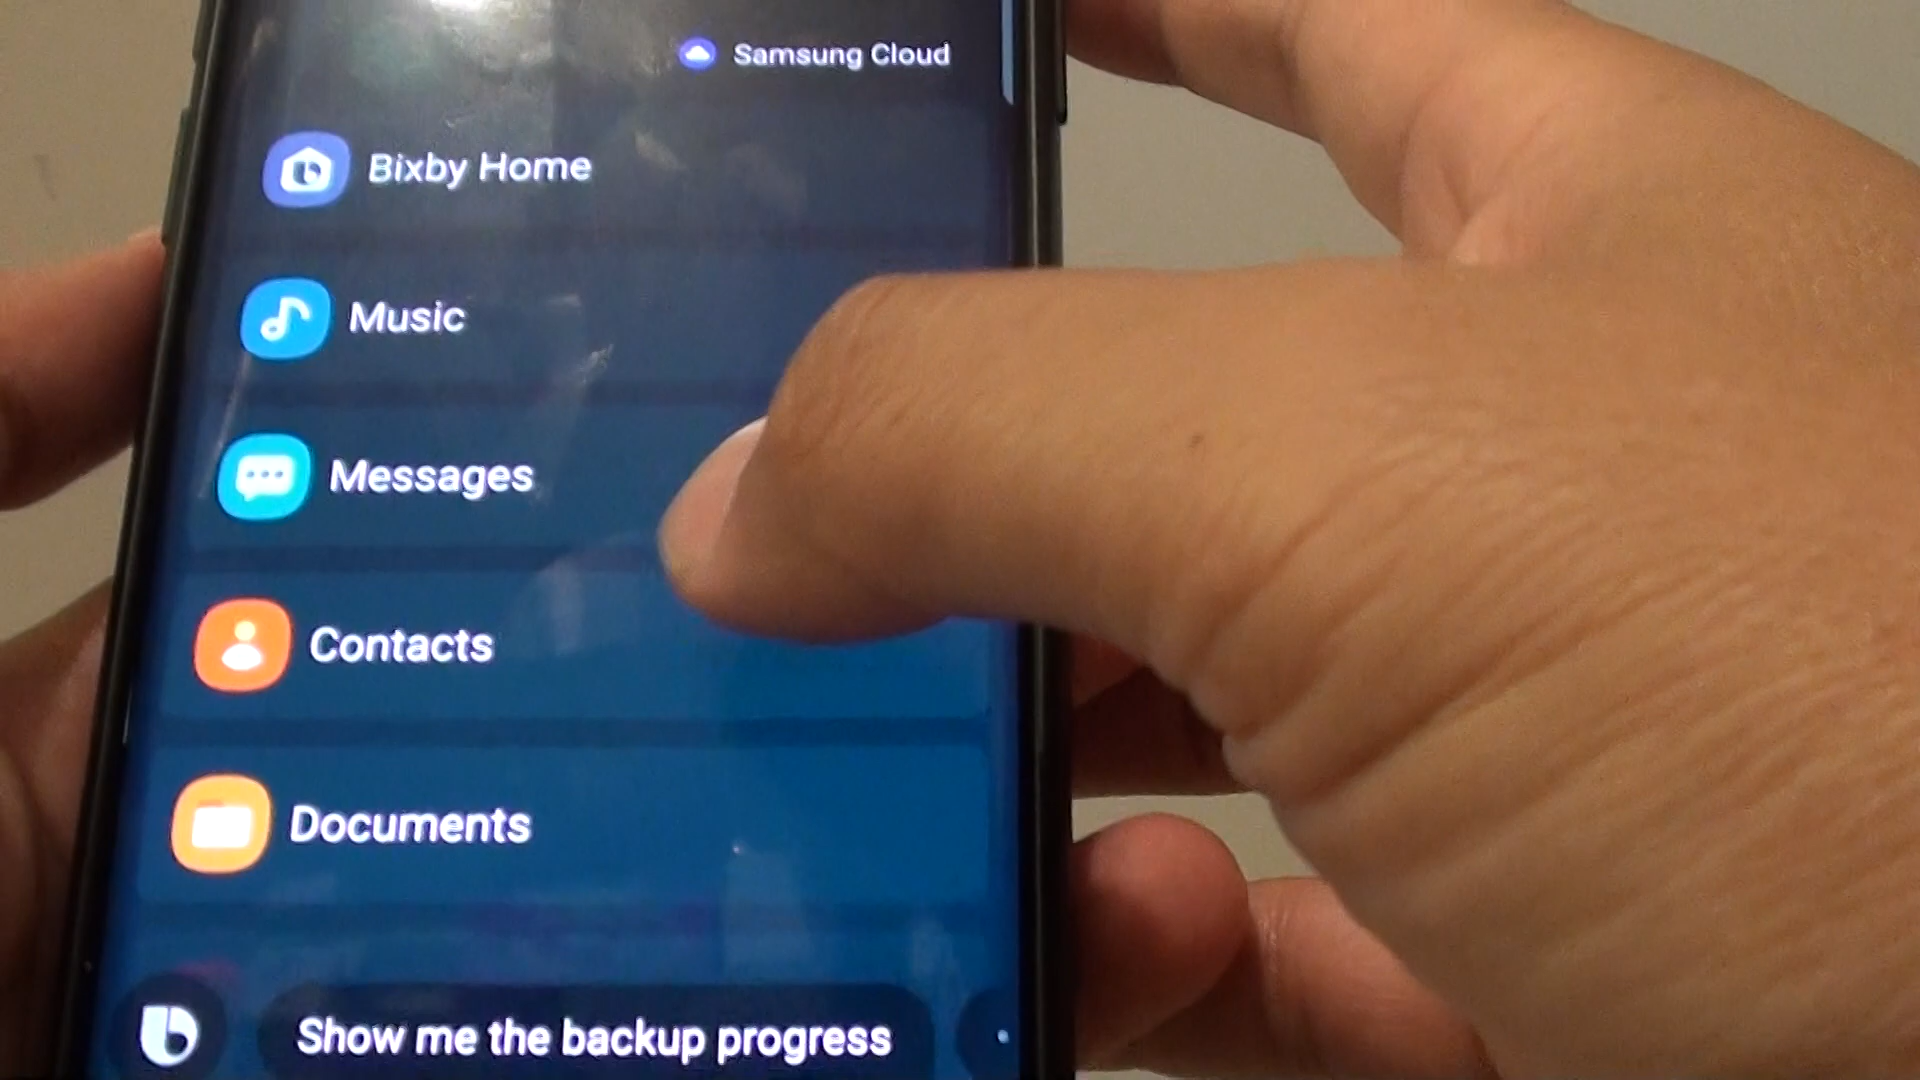 Samsung Cloud
Bixby Home
Music
Messages
Contacts
Documents
Show me the backup progress